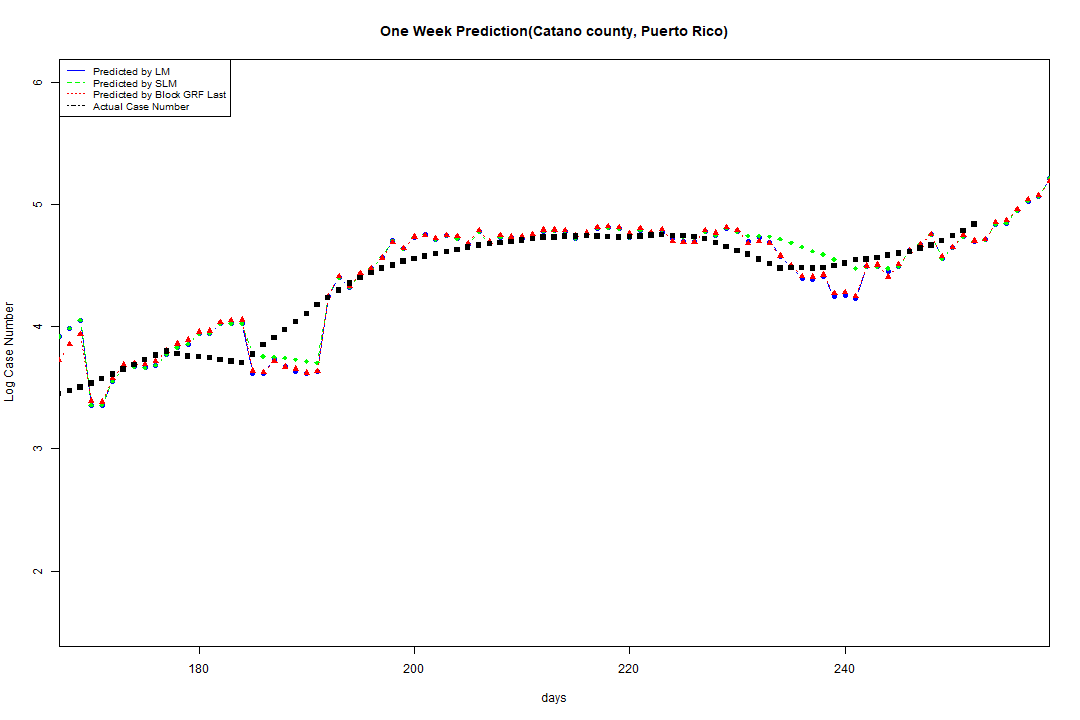 One Week Prediction(Catano county, Puerto Rico)
Predicted by LM
Predicted by SLM
Predicted by Block GRF Last
Actual Case Number
6
5
4
3
2
Log Case Number
180
200
220
240
days